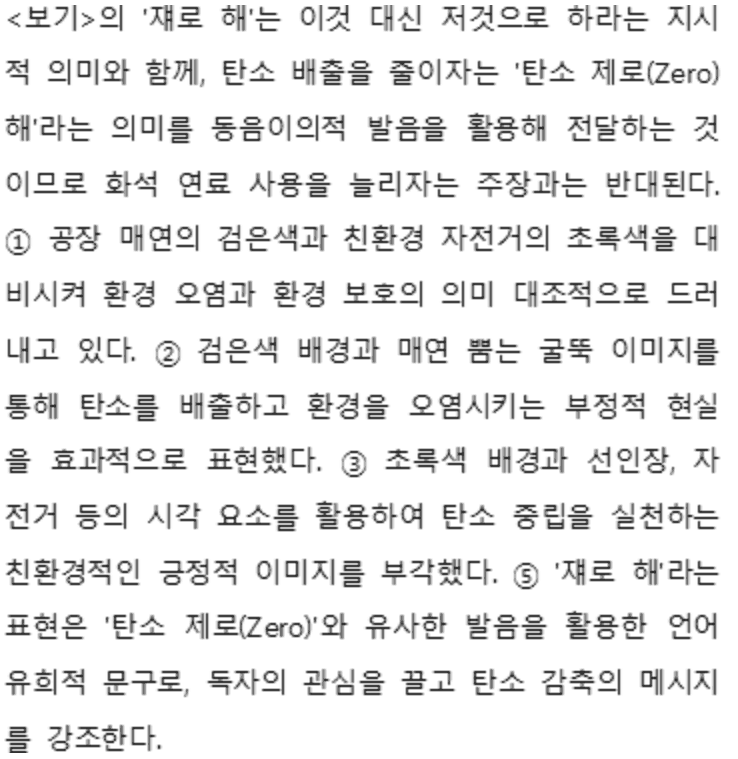 <보기>의 '쟤로 해'는 이것 대신 저것으로 하라는 지시
적 의미와 함께, 탄소 배출을 줄이자는 '탄소 제로(Zero)
해'라는 의미를 동음이의적 발음을 활용해 전달하는 것
이므로 화석 연료 사용을 늘리자는 주장과는 반대된다.
① 공장 매연의 검은색과 친환경 자전거의 초록색을 대
비시켜 환경 오염과 환경 보호의 의미 대조적으로 드러
내고 있다. ② 검은색 배경과 매연 뿜는 굴뚝 이미지를
통해 탄소를 배출하고 환경을 오염시키는 부정적 현실
을 효과적으로 표현했다. ③ 초록색 배경과 선인장, 자
전거 등의 시각 요소를 활용하여 탄소 중립을 실천하는
친환경적인 긍정적 이미지를 부각했다. ⑤ '쟤로 해'라는
표현은 '탄소 제로(Zero)'와 유사한 발음을 활용한 언어
유희적 문구로, 독자의 관심을 끌고 탄소 감축의 메시지
를 강조한다.